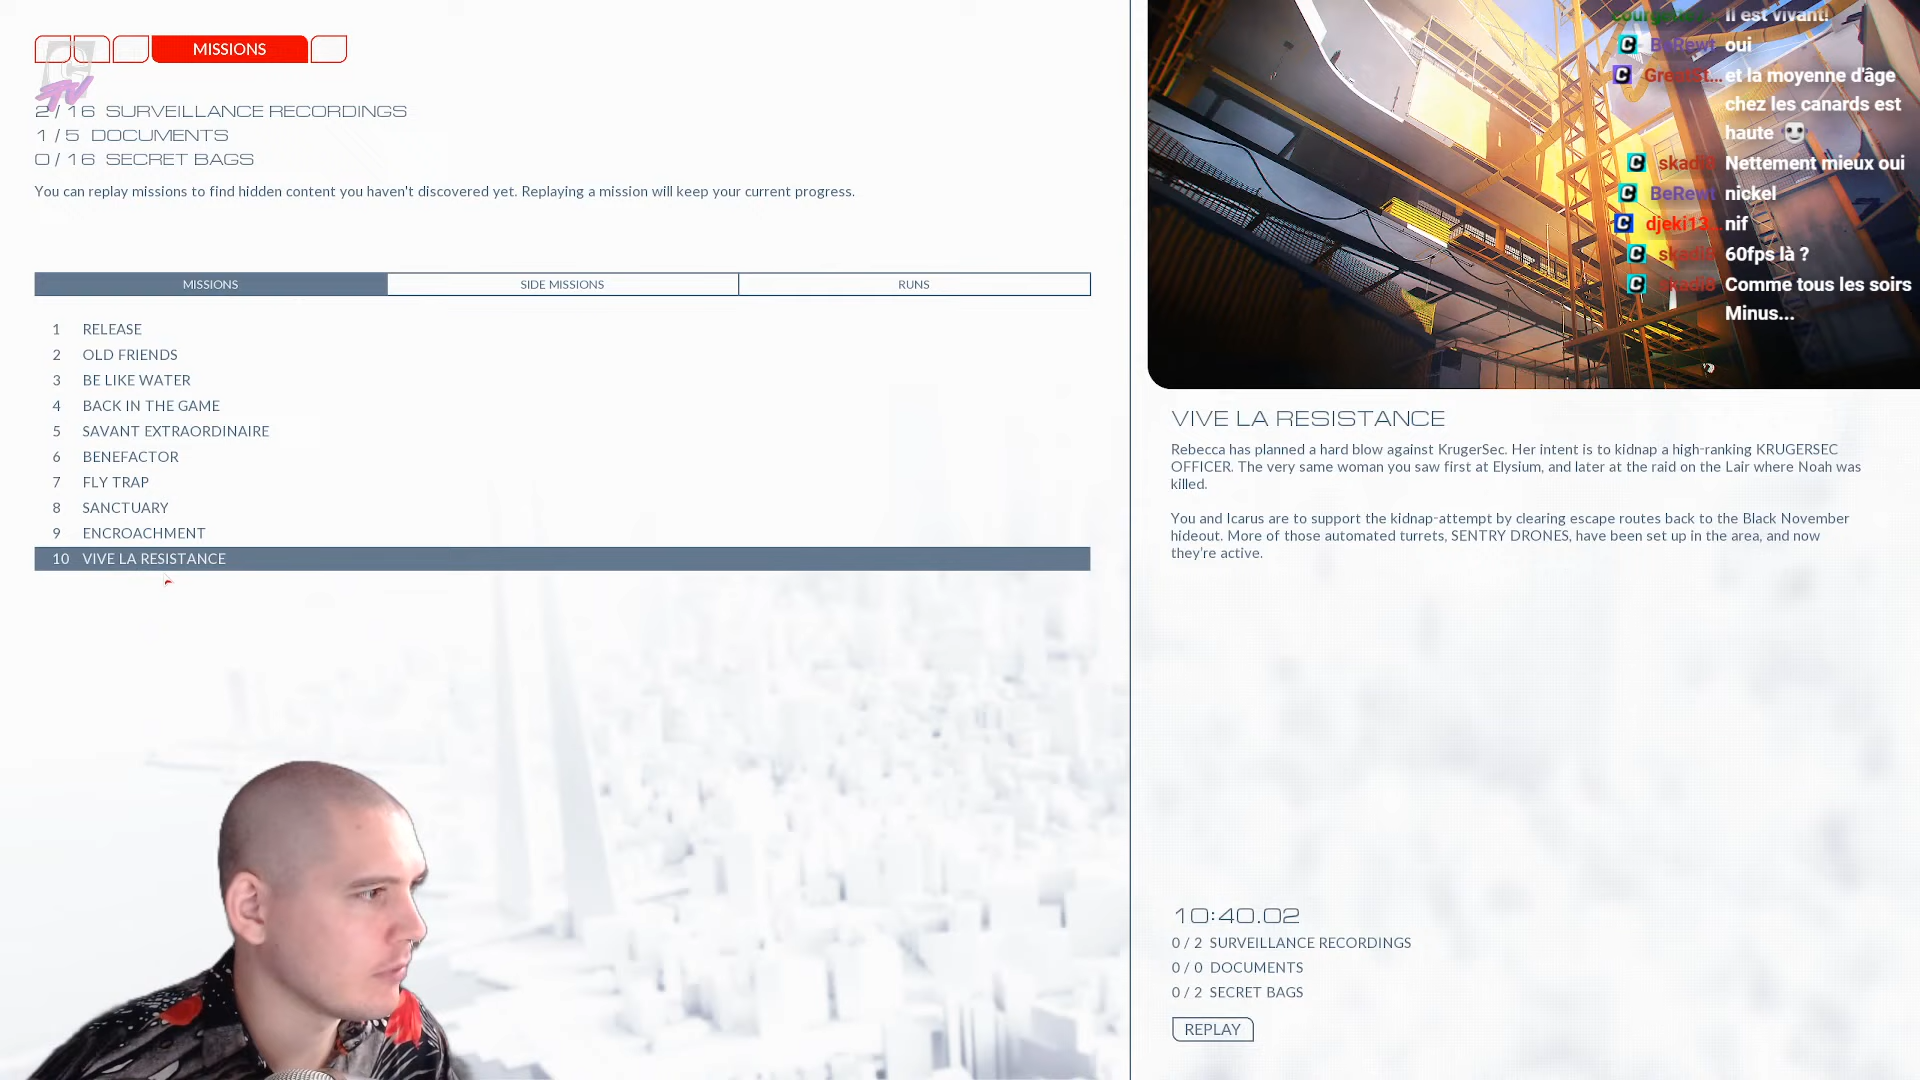 MISSIONS
TV
2 / 16 SURVEILLANCE RECORDINGS
1 / 5 DOCUMENTS
0 / 16 SECRET BAGS
You can replay missions to find hidden content you haven't discovered yet. Replaying a mission will keep your current progress.
MISSIONS
SIDE MISSIONS
RUNS
1 RELEASE
2 OLD FRIENDS
3 BE LIKE WATER
4 BACK IN THE GAME
5 SAVANT EXTRAORDINAIRE
6 BENEFACTOR
7 FLY TRAP
8 SANCTUARY
9 ENCROACHMENT
10 VIVE LA RESISTANCE
Il est vivant!
BeRewt oui
GreatSt... et la moyenne d'âge
chez les canards est
haute
Nettement mieux oui
BeRewt nickel
djeki13... nif
60fps là ?
Comme tous les soirs
Minus...
VIVE LA RESISTANCE
Rebecca has planned a hard blow against KrugerSec. Her intent is to kidnap a high-ranking KRUGERSEC
OFFICER. The very same woman you saw first at Elysium, and later at the raid on the Lair where Noah was
killed.
You and Icarus are to support the kidnap-attempt by clearing escape routes back to the Black November
hideout. More of those automated turrets, SENTRY DRONES, have been set up in the area, and now
they're active.
10:40.02
0 / 2 SURVEILLANCE RECORDINGS
0 / 0 DOCUMENTS
0 / 2 SECRET BAGS
REPLAY